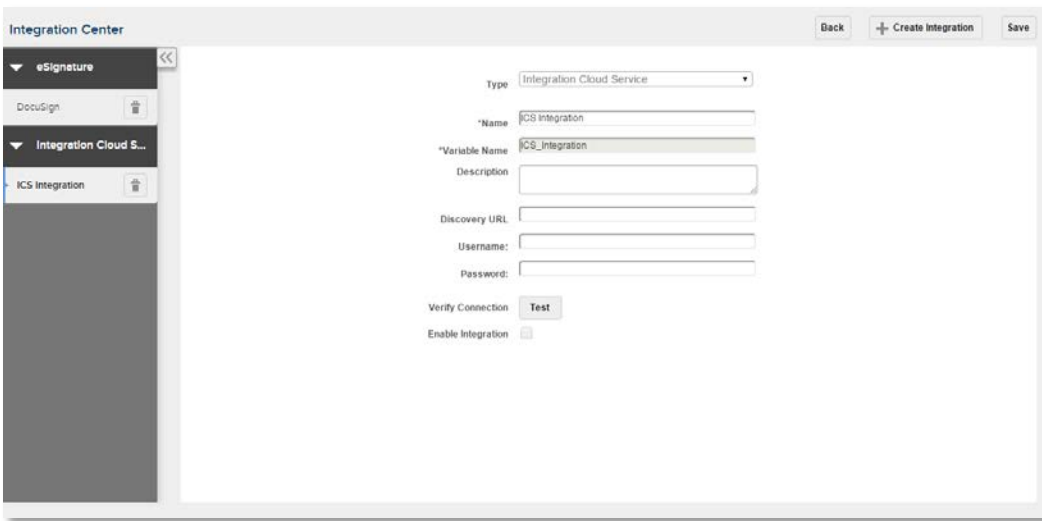 Integration Center
Back
Create Integration
Save
eSignature
DocuSign
Integration Cloud S...
ICS Integration
Type Integration Cloud Service
*Name ICS Integration
*Variable Name ICS_Integration
Description
Discovery URL
Username:
Password:
Verify Connection Test
Enable Integration